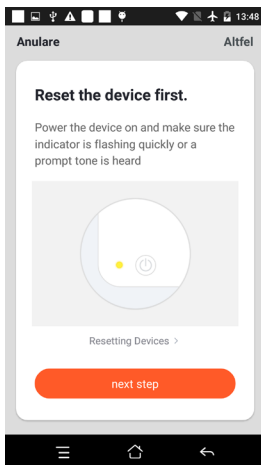 13:48
Anulare
Altfel
Reset the device first.
Power the device on and make sure the
indicator is flashing quickly or a
prompt tone is heard
Resetting Devices >
next step